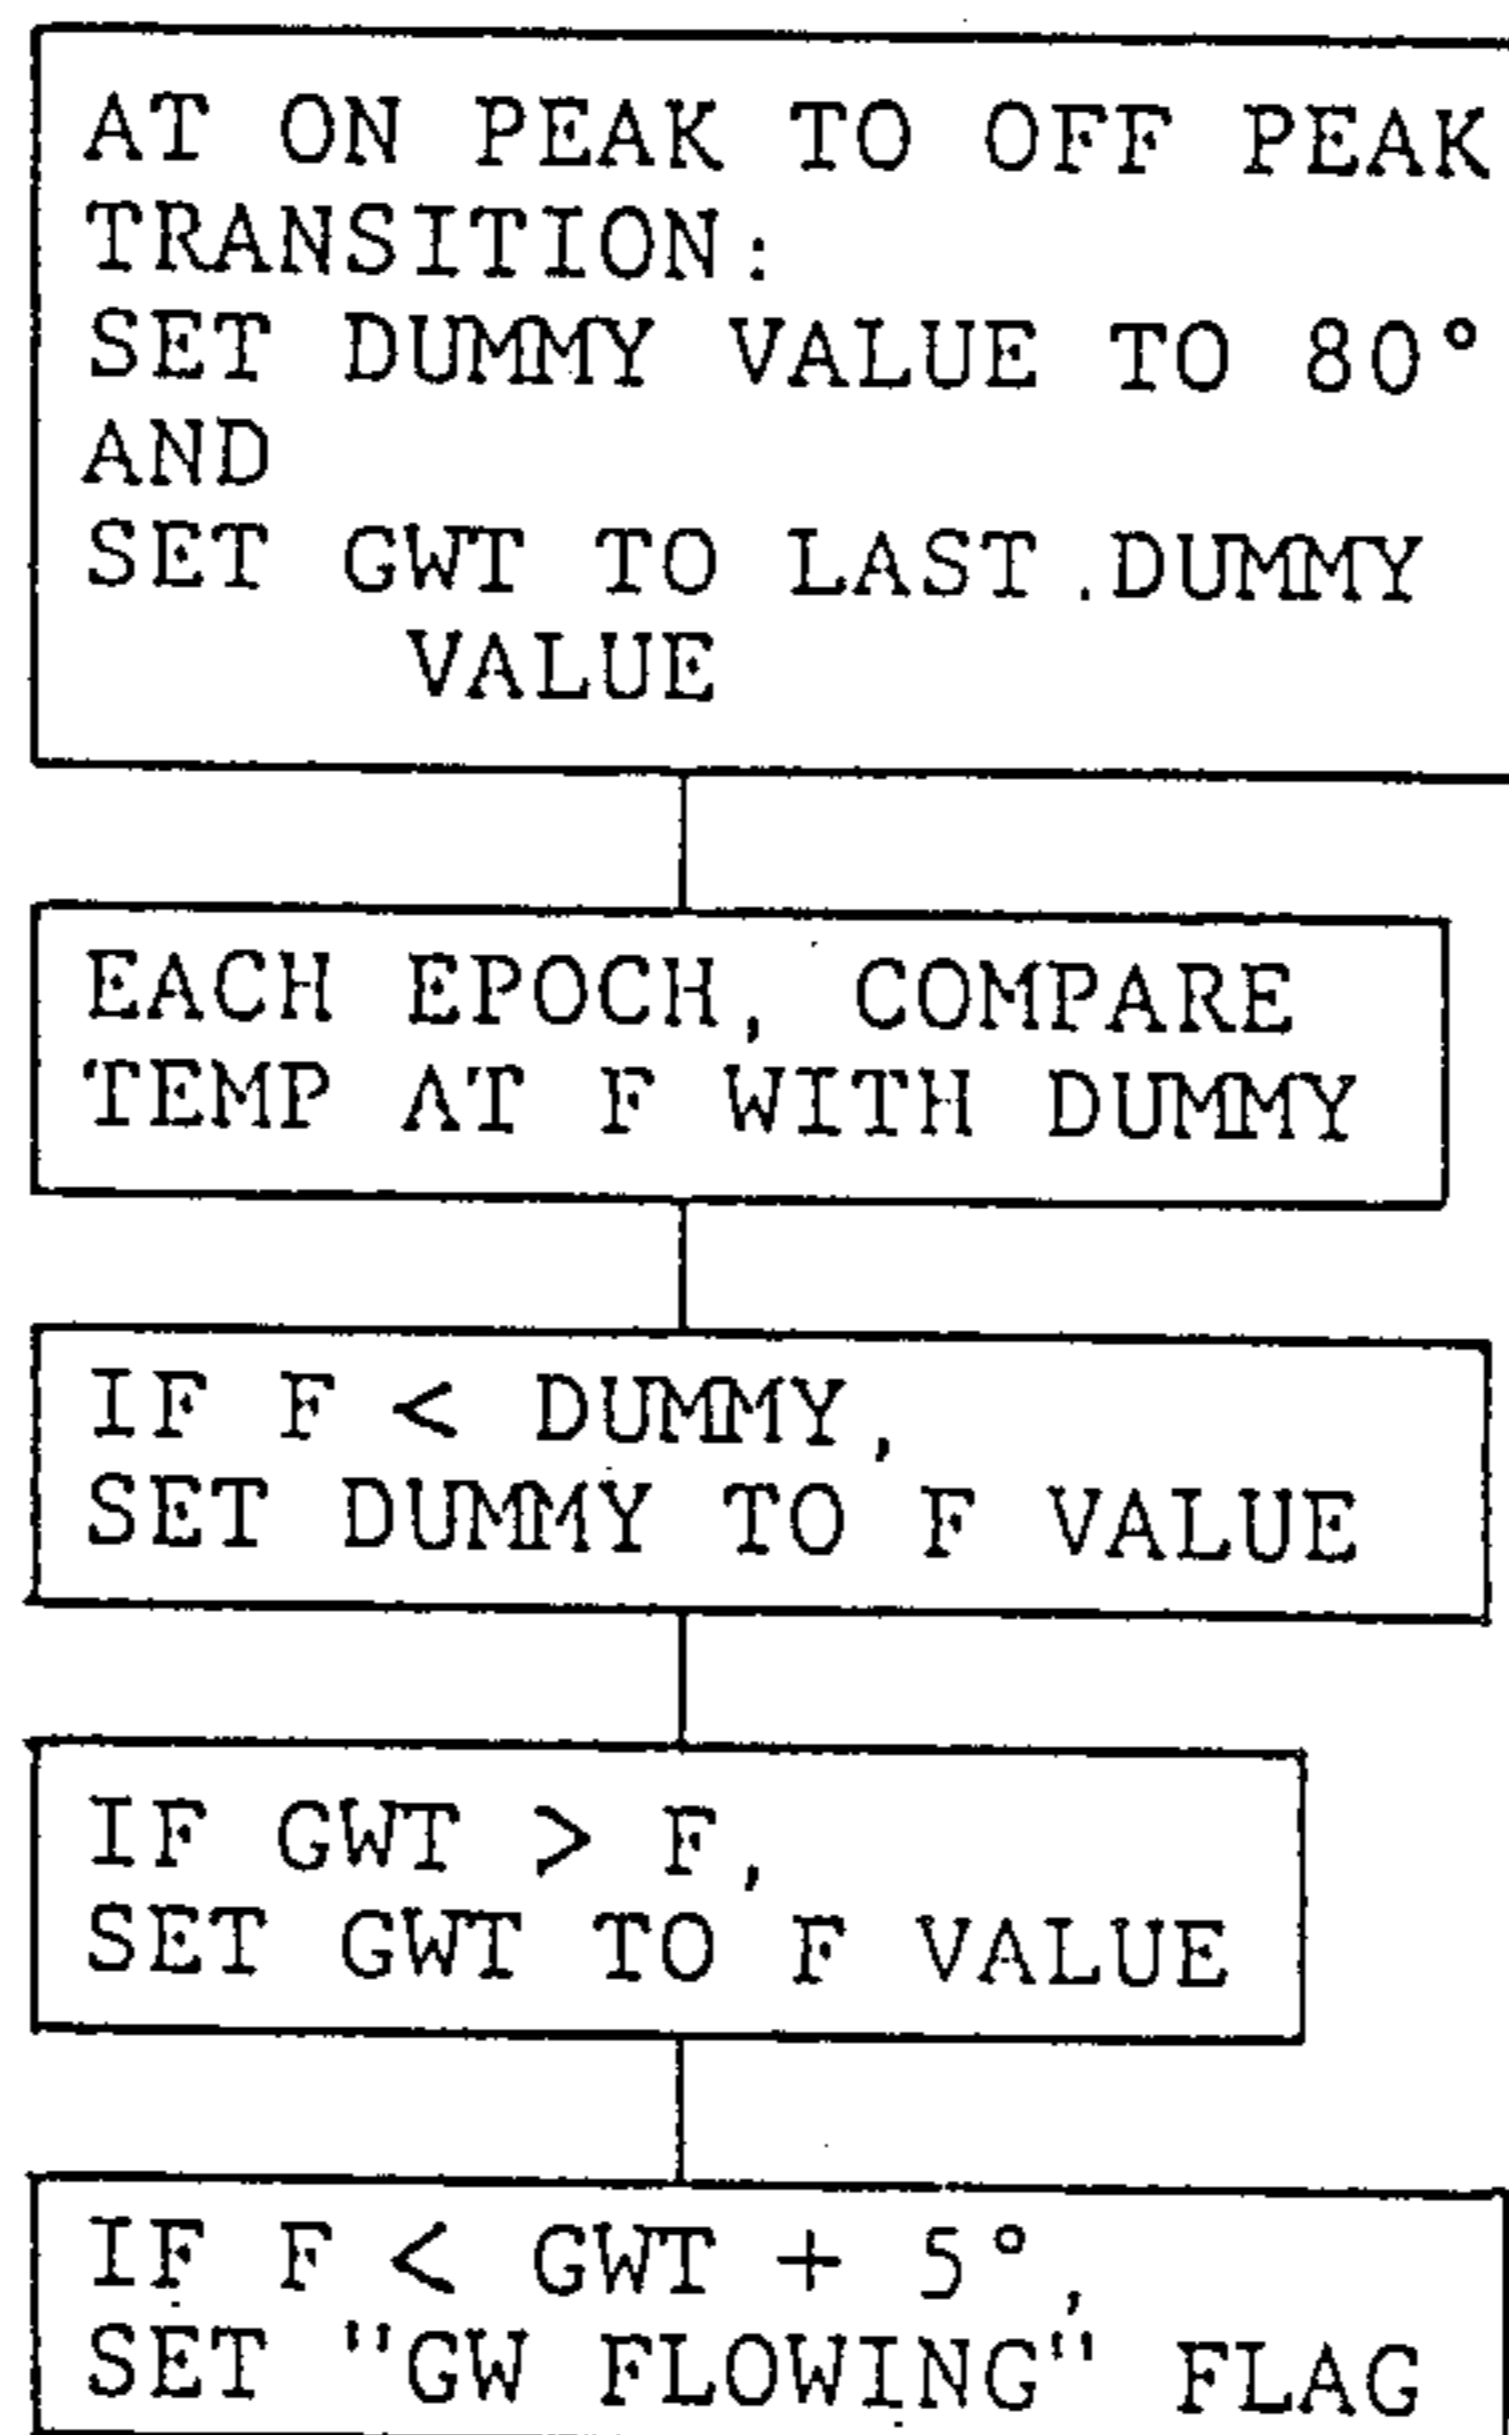 AT ON PEAK TO OFF PEAK
TRANSITION:
SET DUMMY VALUE TO 80°
AND
SET GWT TO LAST DUMMY
VALUE
EACH EPOCH, COMPARE
TEMP AT F WITH DUMMY
IF F < DUMMY,
SET DUMMY TO F VALUE
IF GWT > F,
SET GWT TO F VALUE
IF F < GWT + 5°,
SET "GW FLOWING" FLAG